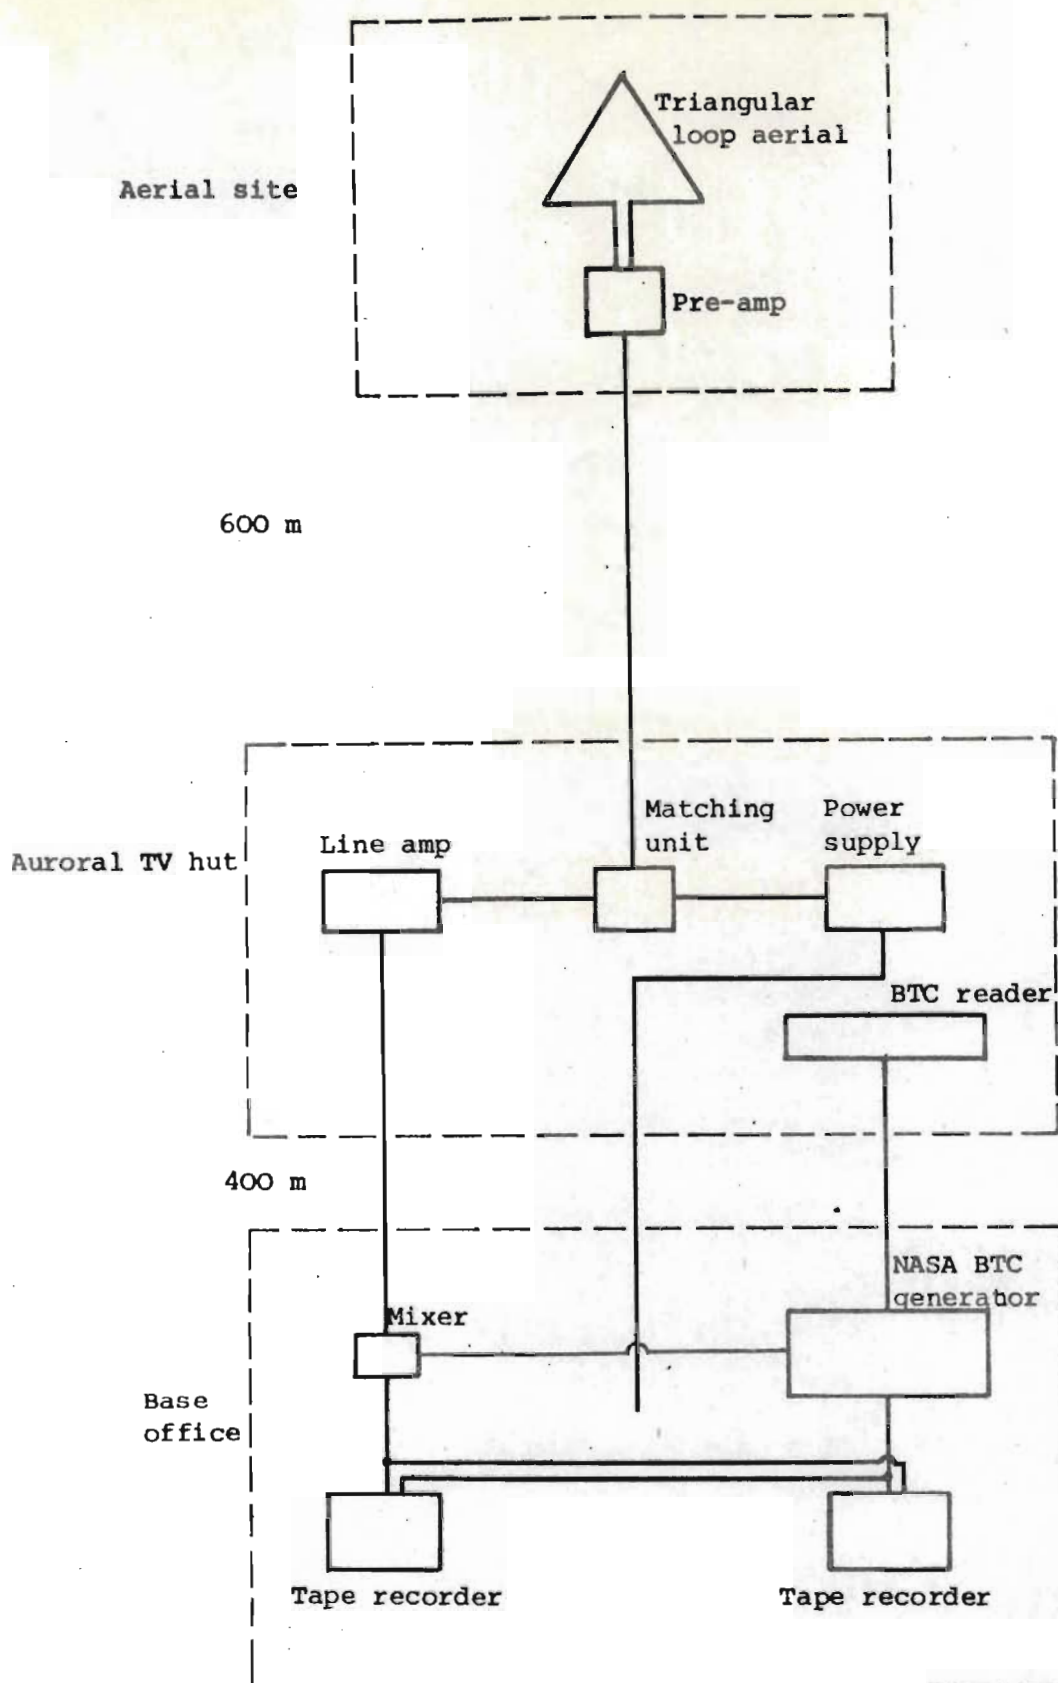 Triangular
loop aerial
Aerial site
Pre-amp
600 m
Matching
unit
Power
supply
Line amp
Auroral TV hut
BTC reader
400 m
NASA BTC
generator
Mixer
Base
office
Tape recorder
Tape recorder